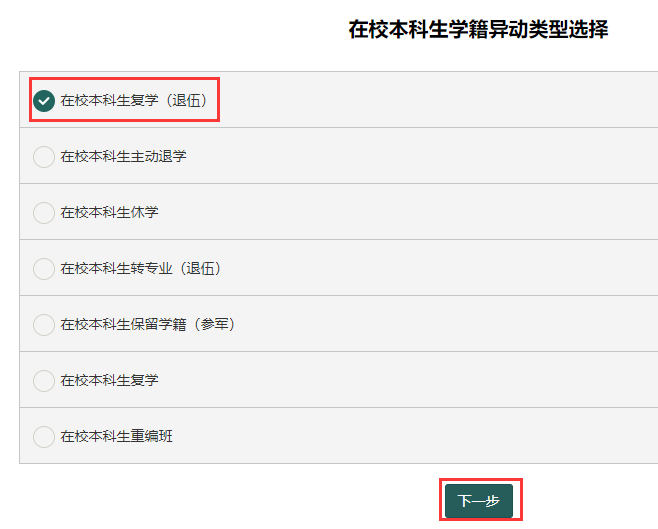 在校本科生学籍异动类型选择
在校本科生复学（退伍）
在校本科生主动退学
在校本科生休学
在校本科生转专业（退伍）
在校本科生保留学籍（参军）
在校本科生复学
在校本科生重编班
下一步